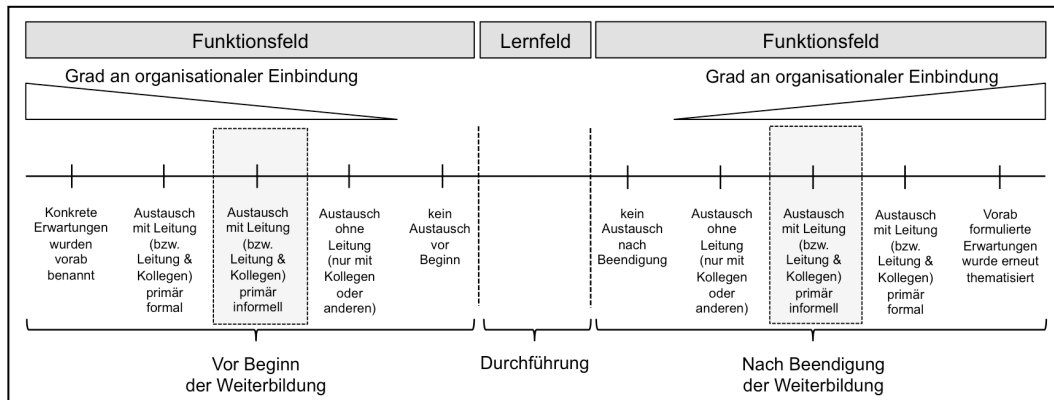 Funktionsfeld
Lernfeld
Funktionsfeld
Grad an organisationaler Einbindung
Grad an organisationaler Einbindung
Konkrete
Erwartungen
wurden
vorab
benannt
Austausch
mit Leitung
(bzw.
Leitung &
Kollegen)
primär
formal
Austausch
mit Leitung
(bzw.
Leitung &
Kollegen)
primär
informell
Austausch
ohne
Leitung
(nur mit
Kollegen
oder
anderen)
kein
Austausch
vor
Beginn
kein
Austausch
nach
Beendigung
Austausch
ohne
Leitung
(nur mit
Kollegen
oder
anderen)
Austausch
mit Leitung
(bzw.
Leitung &
Kollegen)
primär
informell
Austausch
mit Leitung
(bzw.
Leitung &
Kollegen)
primär
formal
Vorab
formulierte
Erwartungen
wurde erneut
thematisiert
Vor Beginn
der Weiterbildung
Durchführung
Nach Beendigung
der Weiterbildung